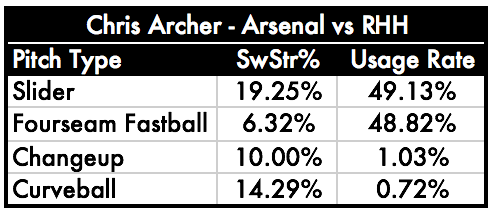 Chris Archer - Arsenal vs RHH
Pitch Type SwStr% Usage Rate
Slider 19.25% 49.13%
Fourseam Fastball 6.32% 48.82%
Changeup 10.00% 1.03%
Curveball 14.29% 0.72%